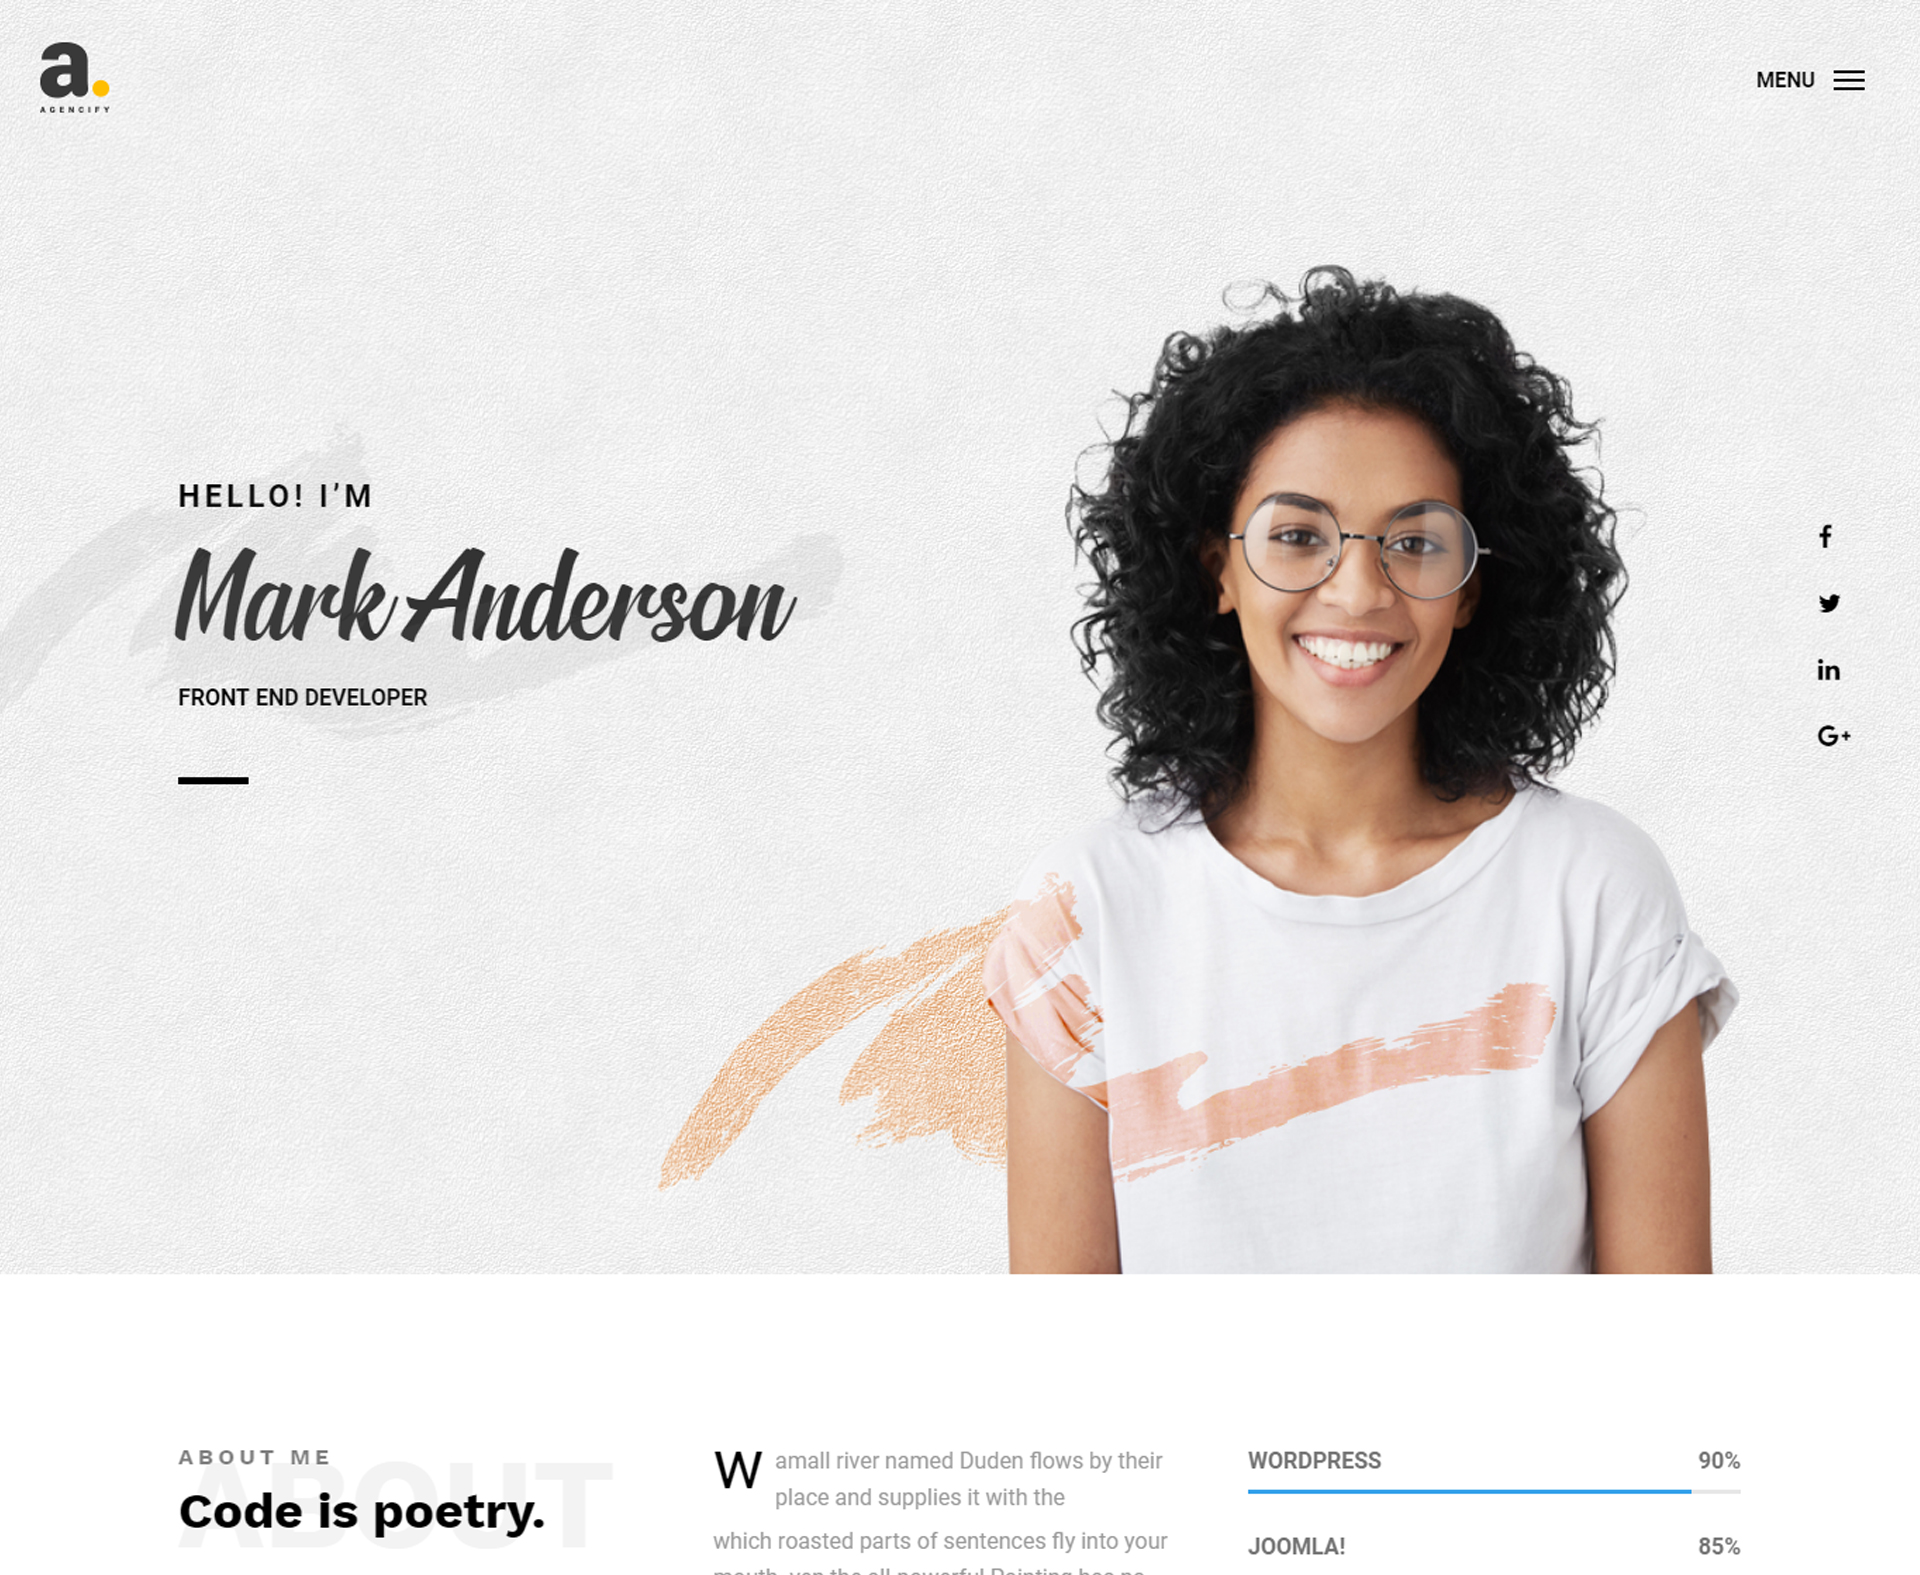 a.
AGENCIFY
MENU
HELLO! I'M
Mark Anderson
FRONT END DEVELOPER
ABOUT ME
ABOUT
Code is poetry.
W amall river named Duden flows by their
place and supplies it with the
which roasted parts of sentences fly into your
WORDPRESS 90%
JOOMLA! 85%